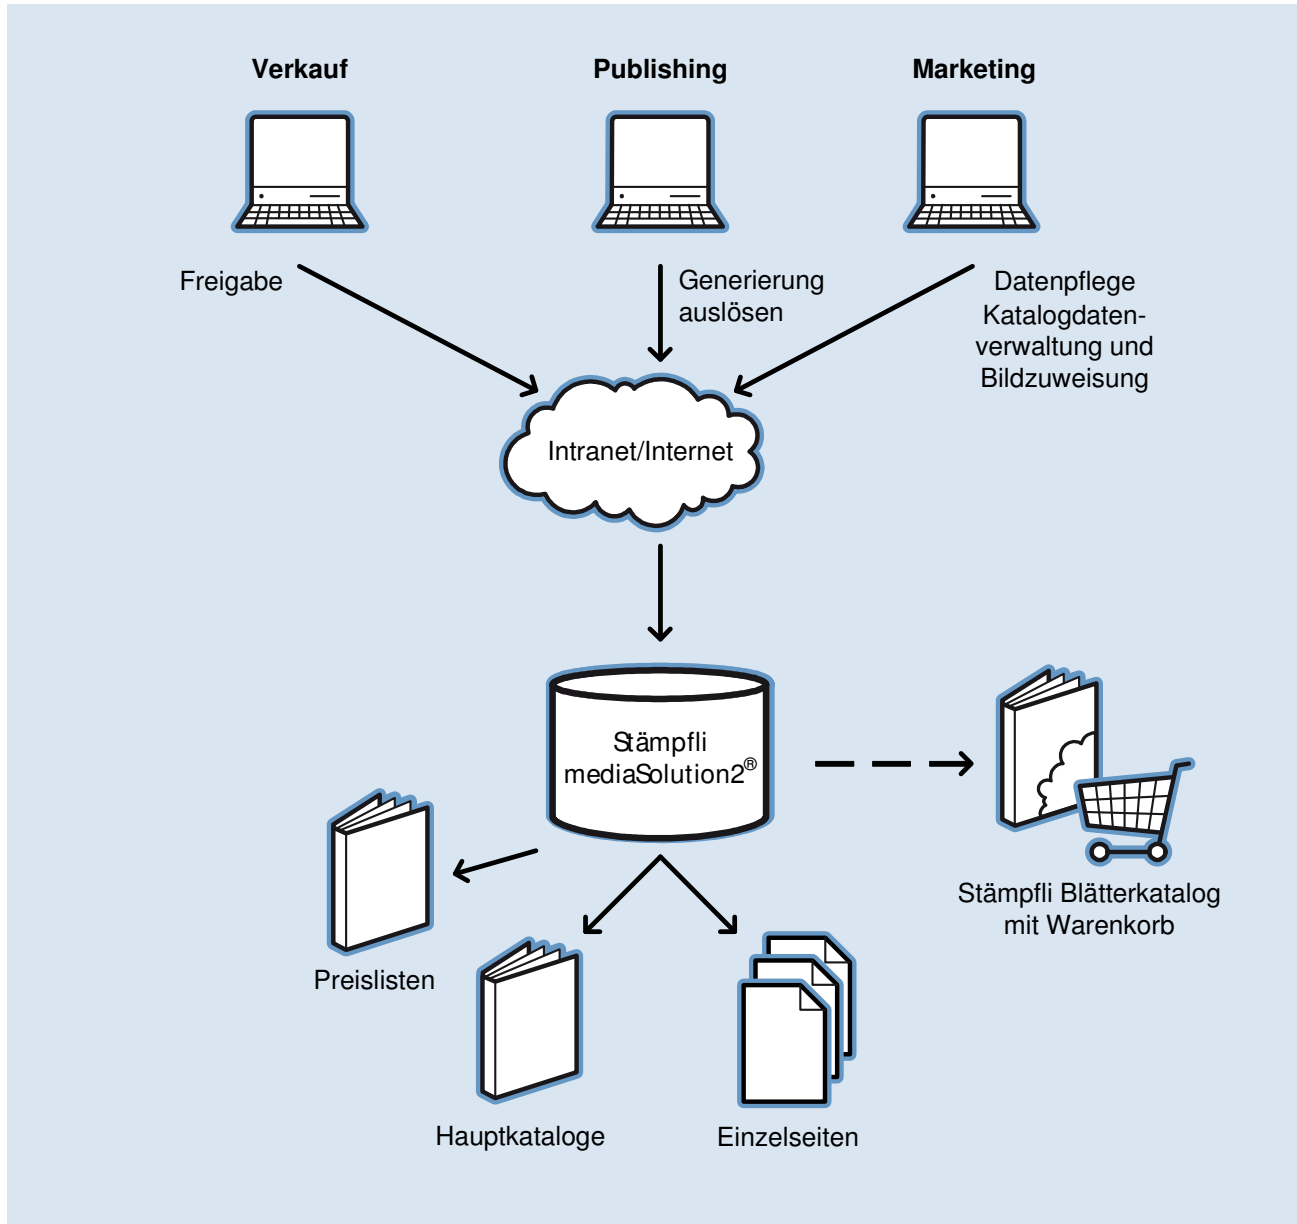 Verkauf
Publishing
Marketing
Freigabe
Generierung
auslösen
Datenpflege
Katalogdaten-
verwaltung und
Bildzuweisung
Intranet/Internet
Stämpfli
mediaSolution2®
Stämpfli Blätterkatalog
mit Warenkorb
Preislisten
Hauptkataloge
Einzelseiten